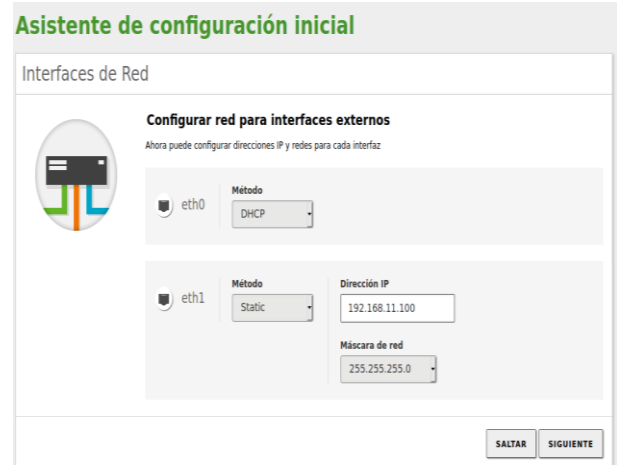 Asistente de configuración inicial
Interfaces de Red
Configurar red para interfaces externos
Ahora puede configurar direcciones IP y redes para cada interfaz
eth0
Método
DHCP
eth1
Método
Static
Dirección IP
192.168.11.100
Máscara de red
255.255.255.0
SALTAR
SIGUIENTE